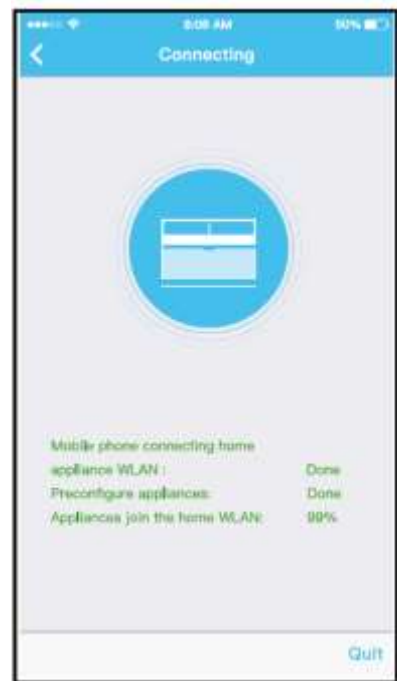 8:08 AM 90%
Connecting
Mobile phone connecting home
appliance WLAN : Done
Preconfigure appliances: Done
Appliances join the home WLAN: 99%
Quit